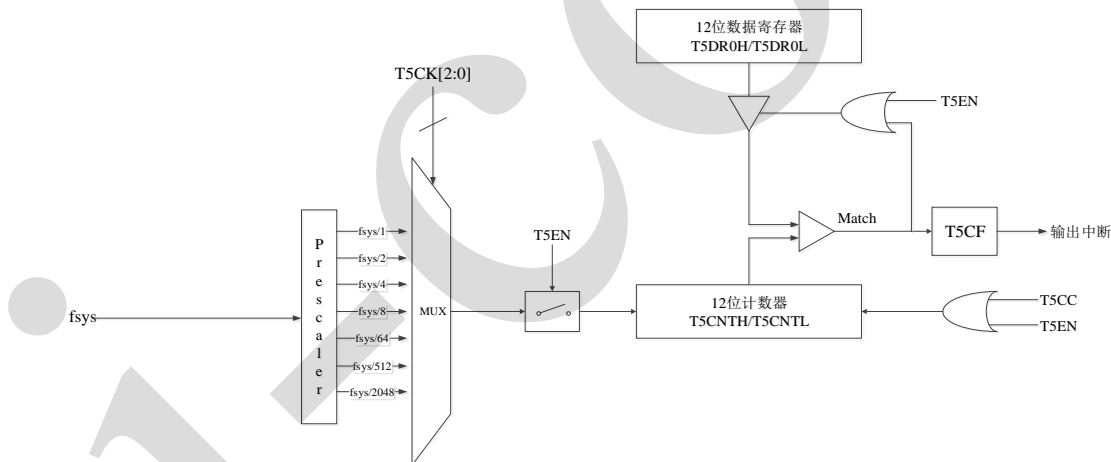 12位数据寄存器
T5DR0H/T5DR0L
T5CK[2:0]
T5EN
Match
T5CF
输出中断
T5EN
fsys
Prescaler
fsys/1
fsys/2
fsys/4
fsys/8
fsys/64
fsys/512
fsys/2048
MUX
12位计数器
T5CNTH/T5CNTL
T5CC
T5EN